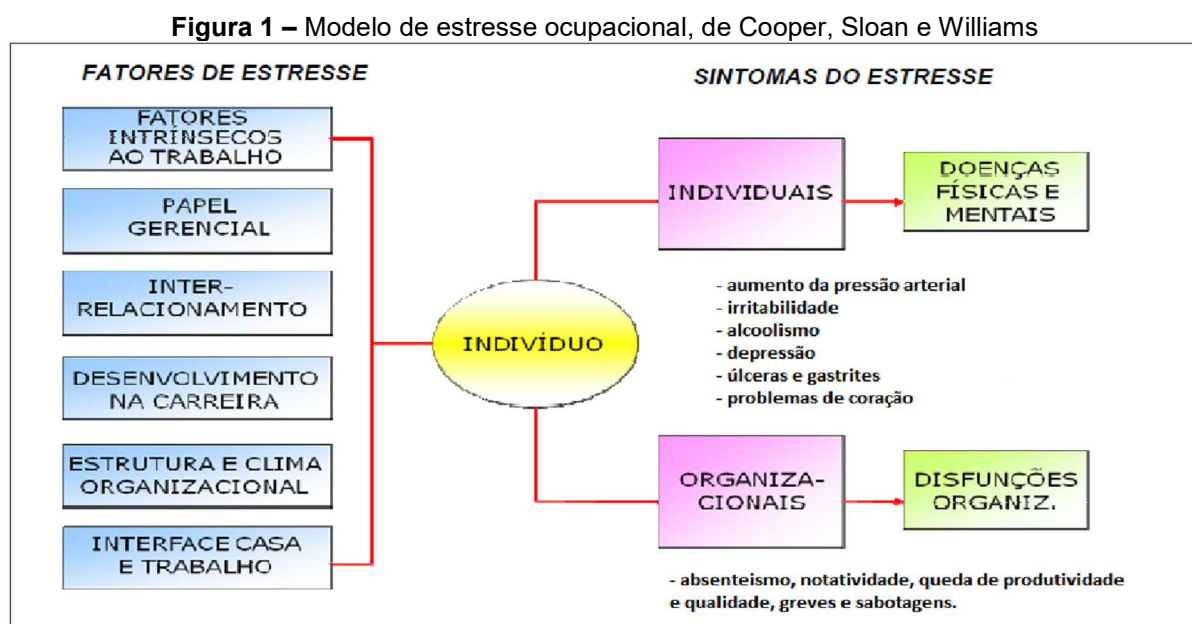 Figura 1 – Modelo de estresse ocupacional, de Cooper, Sloan e Williams
FATORES DE ESTRESSE
FATORES
INTRÍNSECOS
AO TRABALHO
PAPEL
GERENCIAL
INTER-
RELACIONAMENTO
DESENVOLVIMENTO
NA CARREIRA
ESTRUTURA E CLIMA
ORGANIZACIONAL
INTERFACE CASA
E TRABALHO
INDIVÍDUO
SINTOMAS DO ESTRESSE
INDIVIDUAIS
DOENÇAS
FÍSICAS E
MENTAIS
- aumento da pressão arterial
- irritabilidade
- alcoolismo
- depressão
- úlceras e gastrites
- problemas de coração
ORGANIZA-
CIONAIS
DISFUNÇÕES
ORGANIZ.
- absenteismo, notatividade, queda de produtividade
e qualidade, greves e sabotagens.